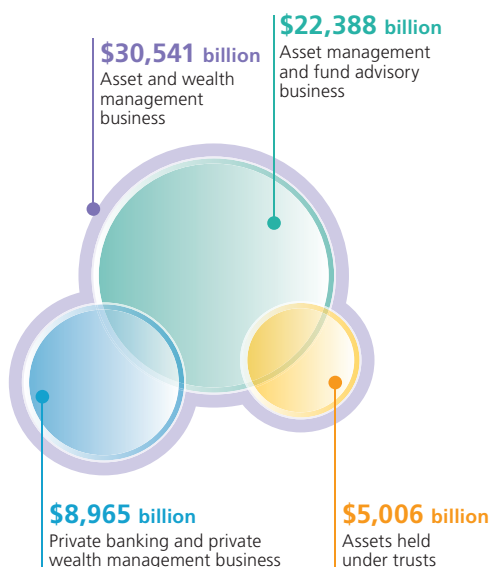 $30,541 billion
Asset and wealth
management
business
$22,388 billion
Asset management
and fund advisory
business
$8,965 billion
Private banking and private
wealth management business
$5,006 billion
Assets held
under trusts